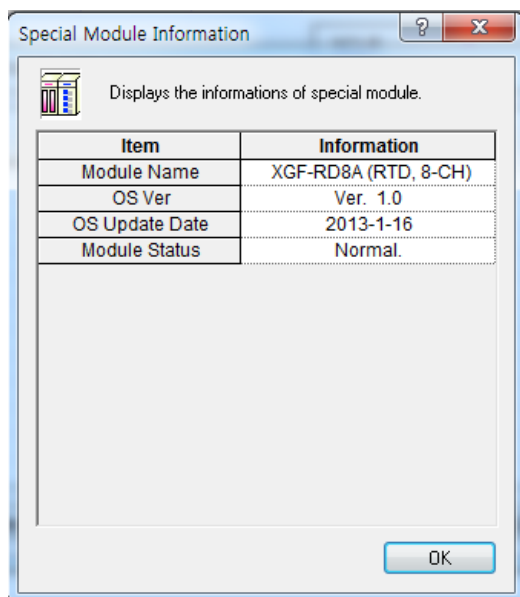 Special Module Information
Displays the informations of special module.
Item Information
Module Name XGF-RD8A (RTD, 8-CH)
OS Ver Ver. 1.0
OS Update Date 2013-1-16
Module Status Normal.
OK